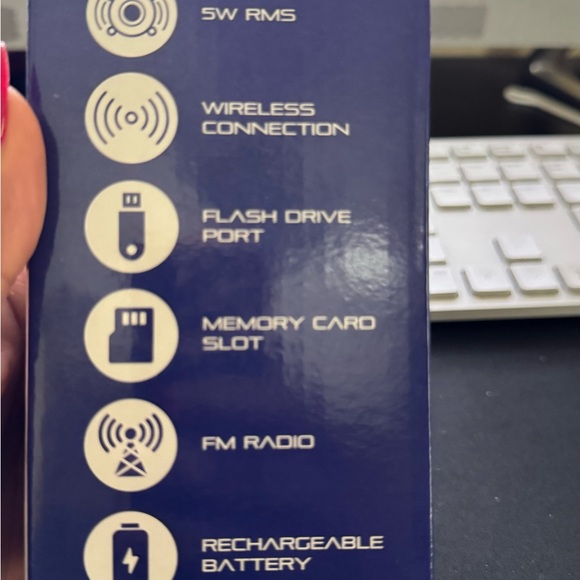 5W RMS
WIRELESS
CONNECTION
FLASH DRIVE
PORT
MEMORY CARD
SLOT
FM RADIO
RECHARGEABLE
BATTERY